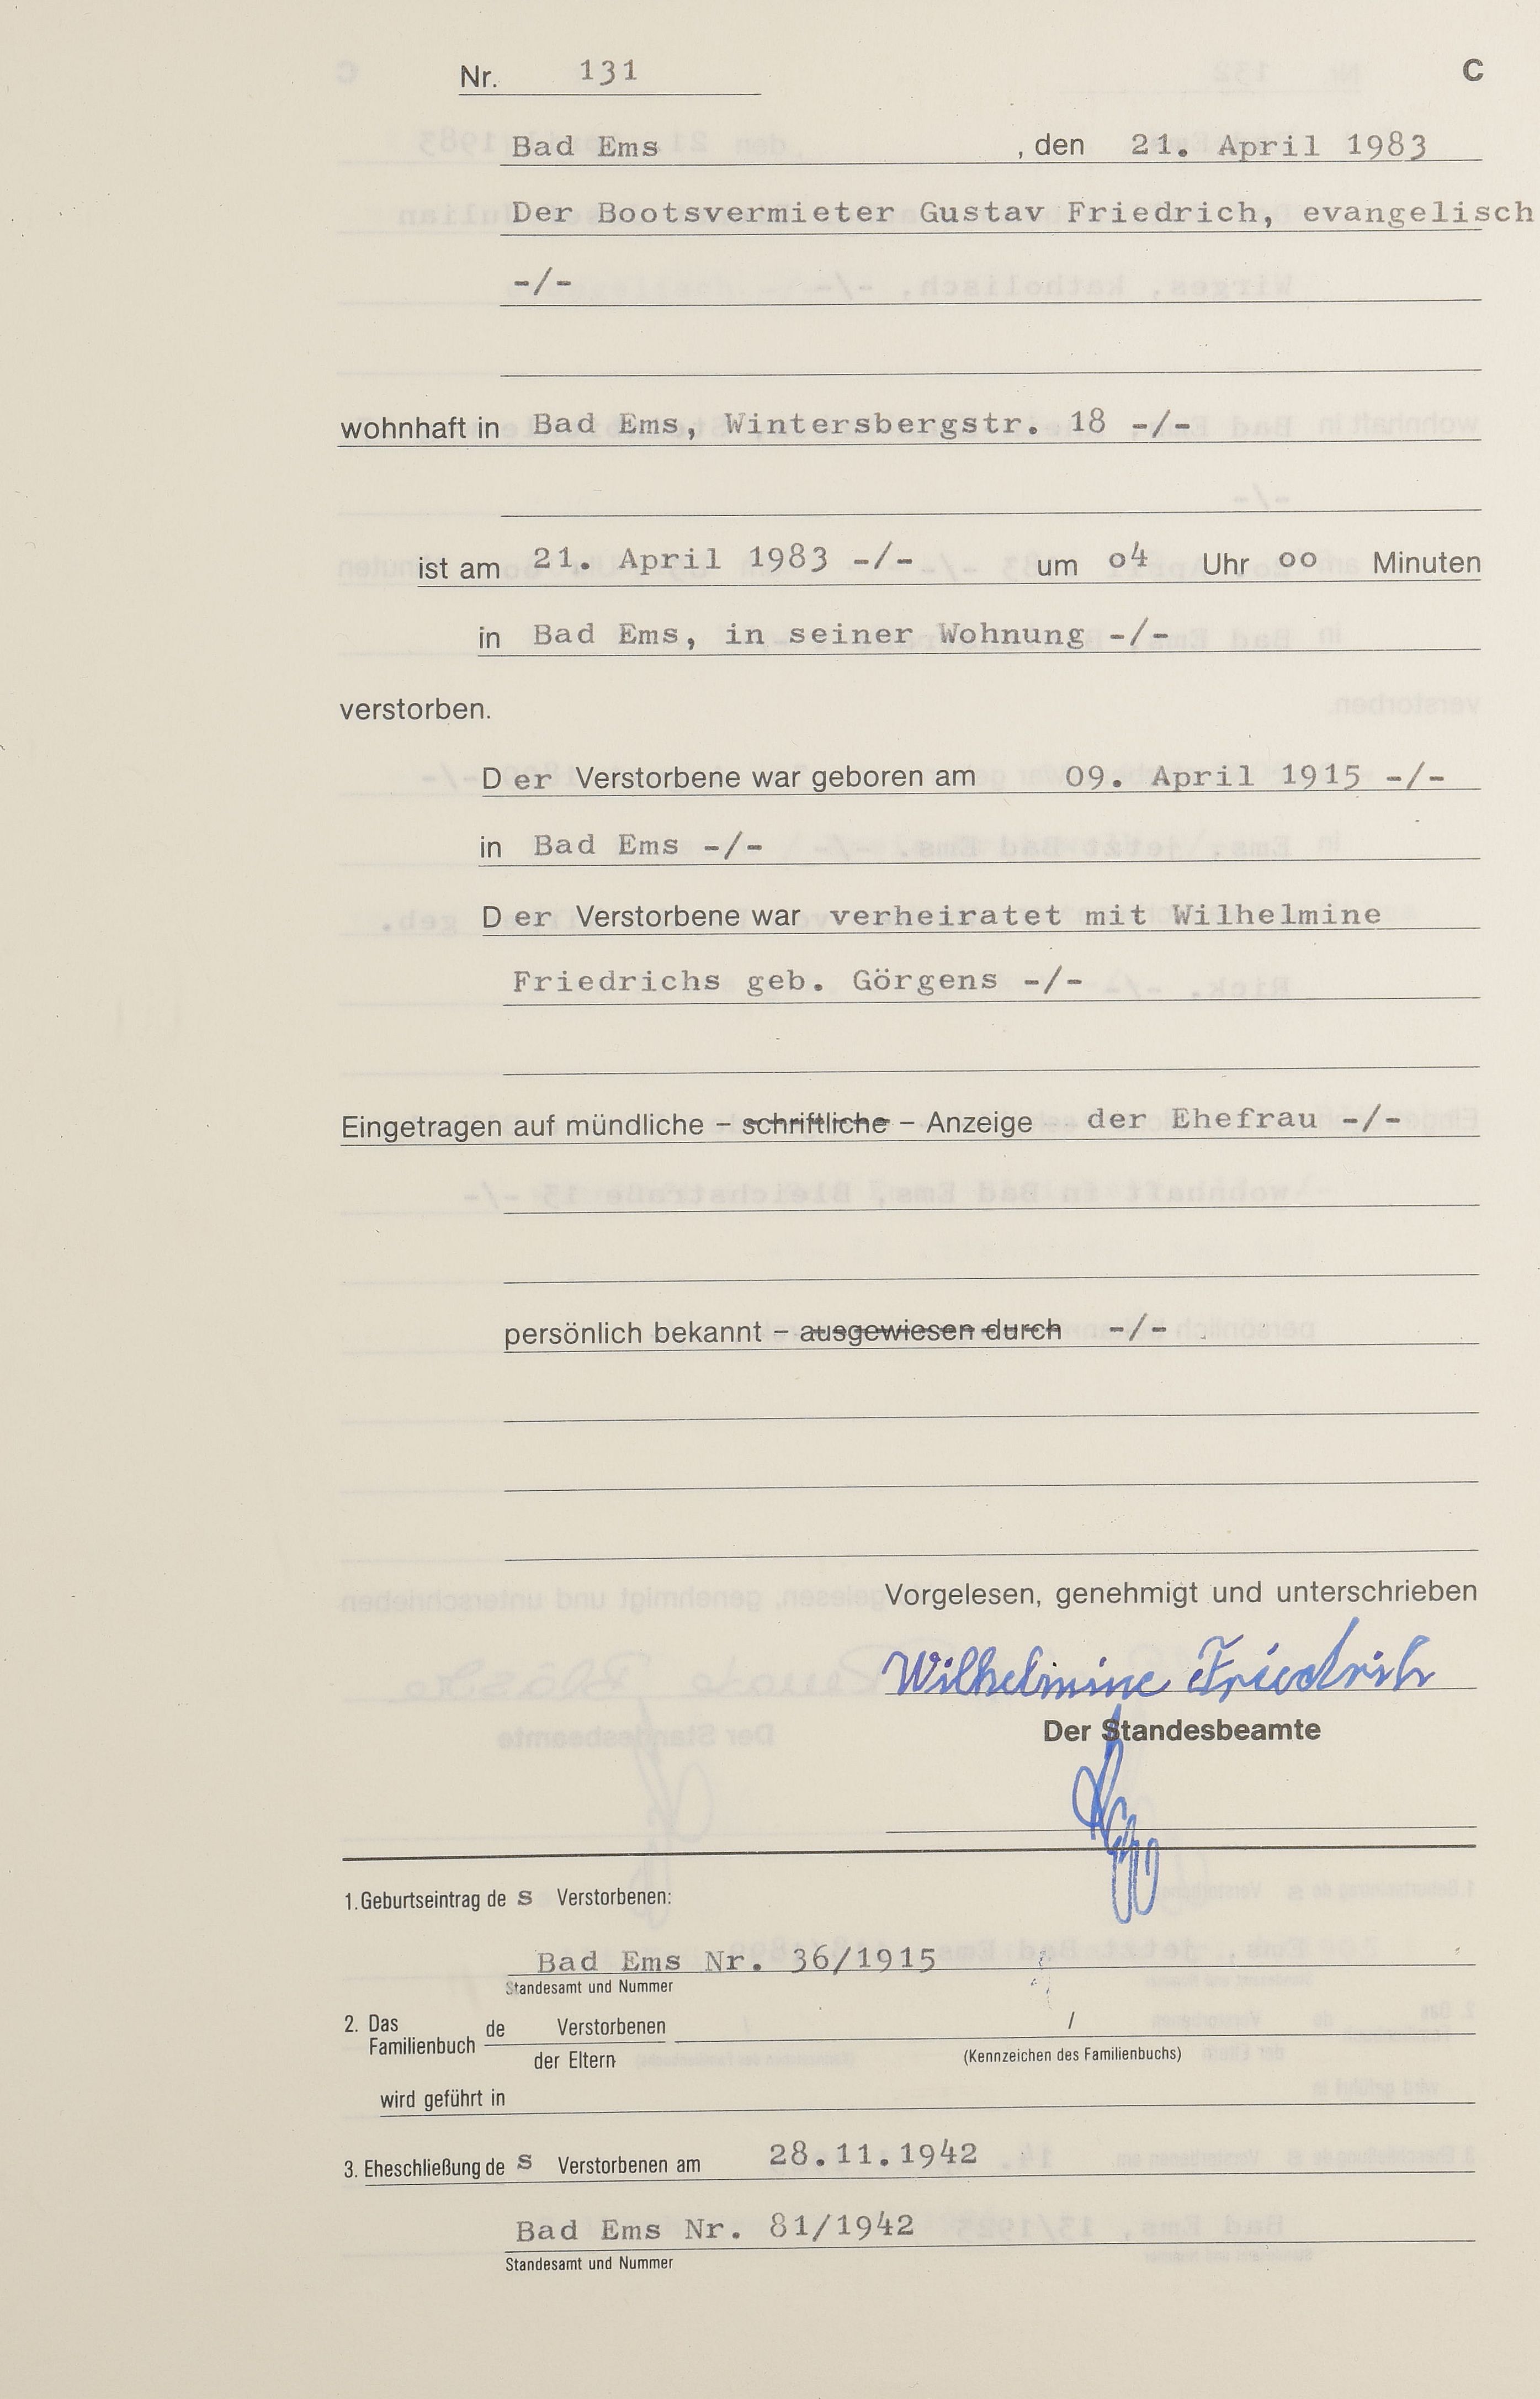 Nr. 131 C
Bad Ems , den 21. April 1983
Der Bootsvermieter Gustav Friedrich, evangelisch
-/-
wohnhaft in Bad Ems, Wintersbergstr. 18 -/-
ist am 21. April 1983 -/- um o4 Uhr oo Minuten
in Bad Ems, in seiner Wohnung -/-
verstorben.
Der Verstorbene war geboren am 09. April 1915 -/-
in Bad Ems -/-
Der Verstorbene war verheiratet mit Wilhelmine
Friedrichs geb. Görgens -/-
Eingetragen auf mündliche – schriftliche – Anzeige der Ehefrau -/-
persönlich bekannt – ausgewiesen durch -/-
Vorgelesen, genehmigt und unterschrieben
Wilhelmine Friedrich
Der Standesbeamte
1. Geburtseintrag des Verstorbenen:
Bad Ems Nr. 36/1915
Standesamt und Nummer
2. Das Familienbuch de Verstorbenen /
der Eltern (Kennzeichen des Familienbuchs)
wird geführt in
3. Eheschließung des Verstorbenen am 28.11.1942
Bad Ems Nr. 81/1942
Standesamt und Nummer